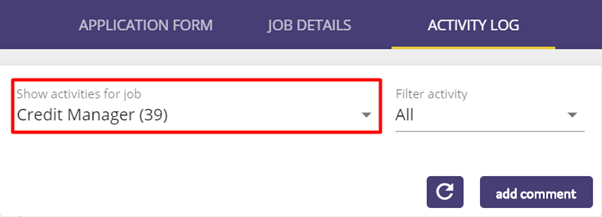 APPLICATION FORM JOB DETAILS ACTIVITY LOG
Show activities for job Filter activity
Credit Manager (39) All
add comment